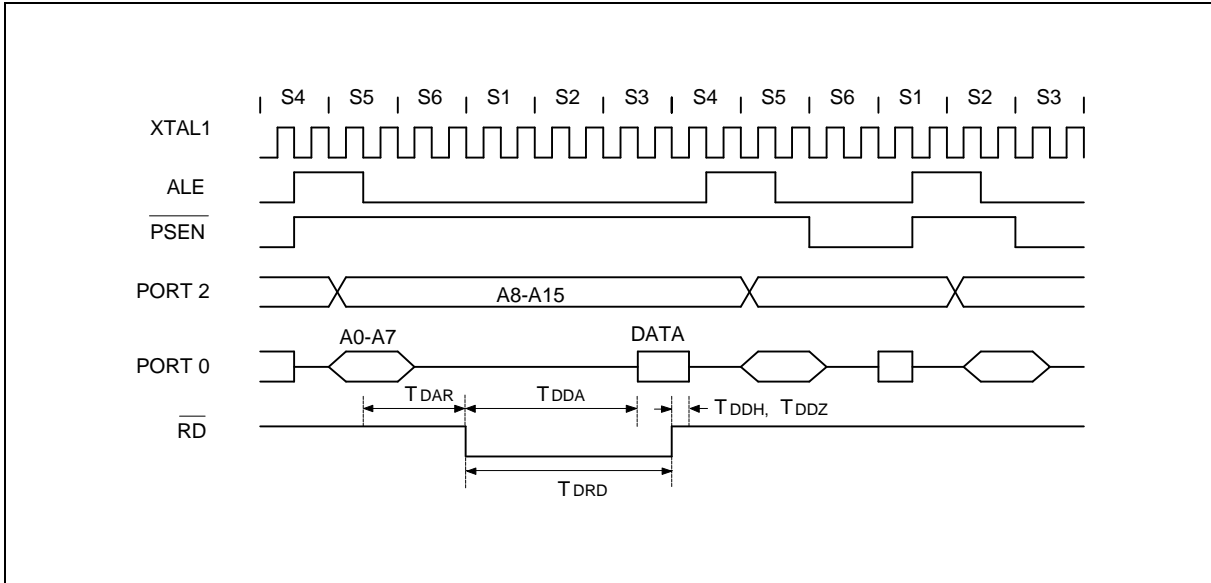 S4 S5 S6 S1 S2 S3 S4 S5 S6 S1 S2 S3
XTAL1
ALE
PSEN
PORT 2 A8-A15
A0-A7 DATA
PORT 0
TDAR TDDA TDDH, TDDZ
RD
TDRD